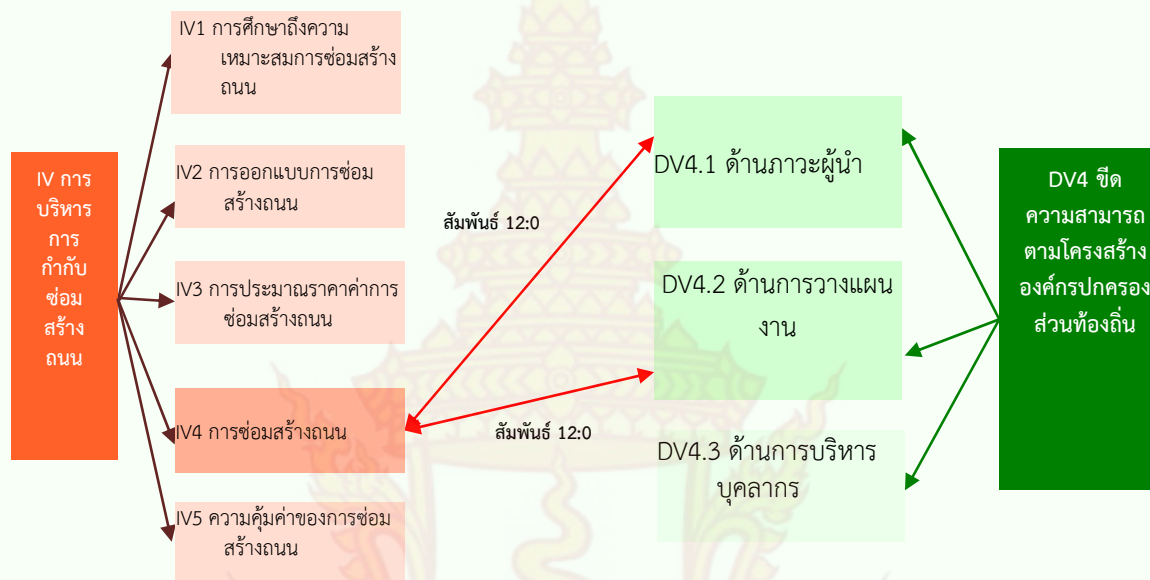 IV การ
บริหาร
การ
กำกับ
ซ่อม
สร้าง
ถนน
IV1 การศึกษาถึงความ
เหมาะสมการซ่อมสร้าง
ถนน
IV2 การออกแบบการซ่อม
สร้างถนน
IV3 การประมาณราคาค่าการ
ซ่อมสร้างถนน
IV4 การซ่อมสร้างถนน
IV5 ความคุ้มค่าของการซ่อม
สร้างถนน
สัมพันธ์ 12:0
สัมพันธ์ 12:0
DV4.1 ด้านภาวะผู้นำ
DV4.2 ด้านการวางแผน
งาน
DV4.3 ด้านการบริหาร
บุคลากร
DV4 ขีด
ความสามารถ
ตามโครงสร้าง
องค์กรปกครอง
ส่วนท้องถิ่น